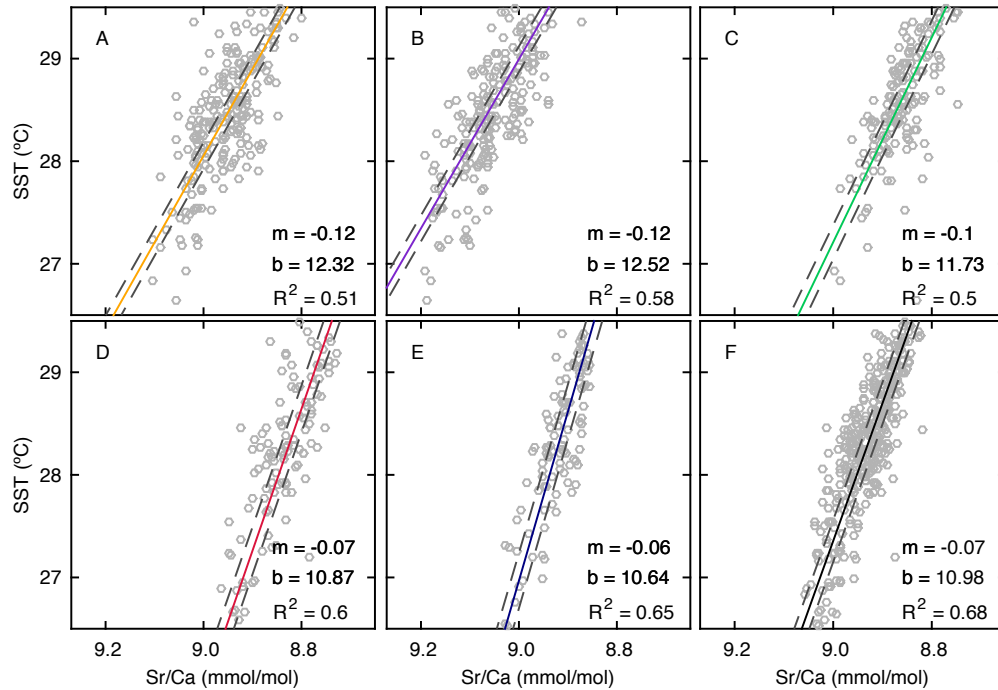 A
B
C
29
28
27
SST (ºC)
m = -0.12
b = 12.32
R² = 0.51
m = -0.12
b = 12.52
R² = 0.58
m = -0.1
b = 11.73
R² = 0.5
D
E
F
29
28
27
SST (ºC)
m = -0.07
b = 10.87
R² = 0.6
m = -0.06
b = 10.64
R² = 0.65
m = -0.07
b = 10.98
R² = 0.68
9.2 9.0 8.8 9.2 9.0 8.8 9.2 9.0 8.8
Sr/Ca (mmol/mol) Sr/Ca (mmol/mol) Sr/Ca (mmol/mol)